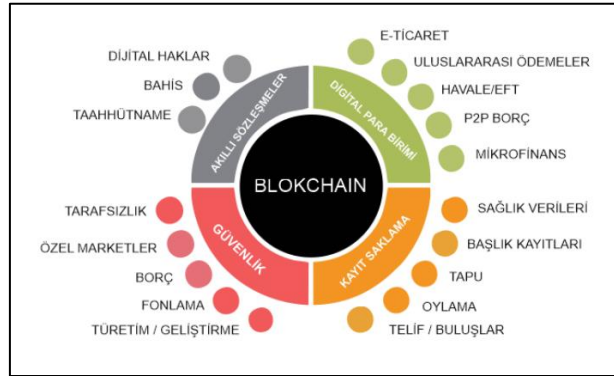 DİJİTAL HAKLAR
BAHİS
TAAHHÜTNAME
AKILLI SÖZLEŞMELER
E-TİCARET
ULUSLARARASI ÖDEMELER
HAVALE/EFT
P2P BORÇ
MİKROFİNANS
DİGİTAL PARA BİRİMİ
BLOKCHAIN
TARAFSIZLIK
ÖZEL MARKETLER
BORÇ
FONLAMA
TÜRETİM / GELİŞTİRME
GÜVENLİK
SAĞLIK VERİLERİ
BAŞLIK KAYITLARI
TAPU
OYLAMA
TELİF / BULUŞLAR
KAYIT SAKLAMA